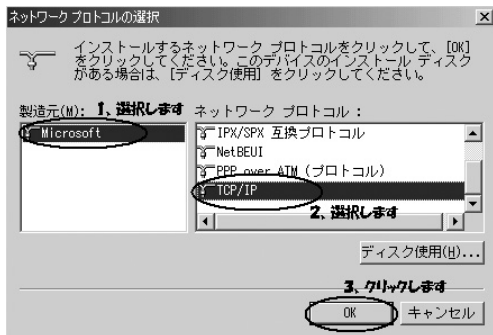 ネットワーク プロトコルの選択
インストールするネットワーク プロトコルをクリックして、[OK]
をクリックしてください。このデバイスのインストール ディスク
がある場合は、[ディスク使用] をクリックしてください。
製造元(M): 1、選択します ネットワーク プロトコル :
Microsoft
IPX/SPX 互換プロトコル
NetBEUI
PPP over ATM (プロトコル)
TCP/IP
2、選択します
ディスク使用(H)...
3、クリックします
OK キャンセル